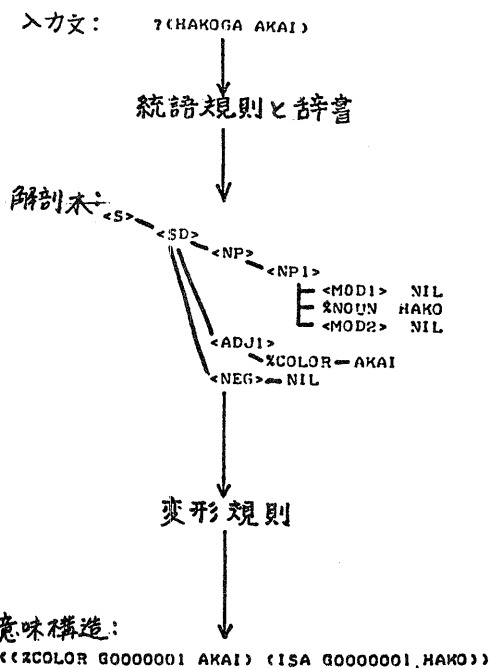 入力文: ?(HAKOGA AKAI)
統語規則と辞書
解剖木:
<S>
<SD>
<NP>
<NP1>
<MOD1> NIL
%NOUN HAKO
<MOD2> NIL
<ADJ1>
%COLOR AKAI
<NEG> NIL
変形規則
意味構造:
((%COLOR G0000001 AKAI) (ISA G0000001 HAKO))